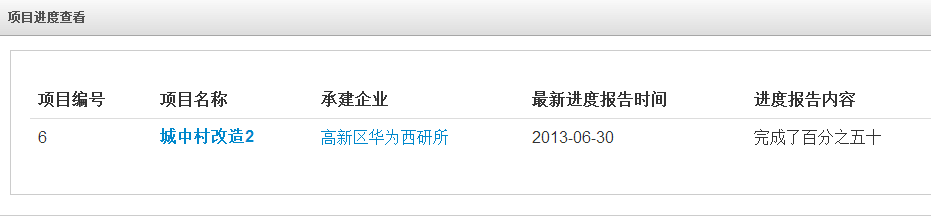 项目进度查看
项目编号 项目名称 承建企业 最新进度报告时间 进度报告内容
6 城中村改造2 高新区华为西研所 2013-06-30 完成了百分之五十